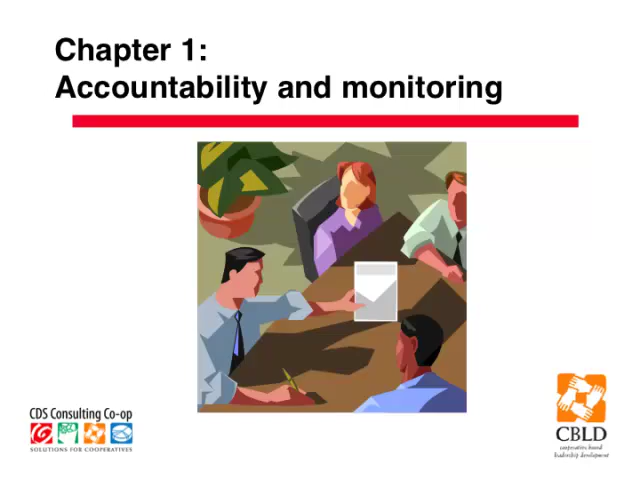 Chapter 1:
Accountability and monitoring
CDS Consulting Co-op
SOLUTIONS FOR COOPERATIVES
CBLD
cooperative board
leadership development